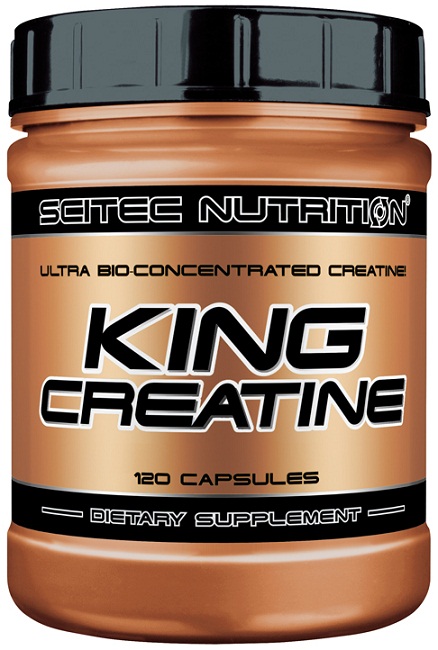 SCITEC NUTRITION®
ULTRA BIO-CONCENTRATED CREATINE!
KING
CREATINE
120 CAPSULES
DIETARY SUPPLEMENT